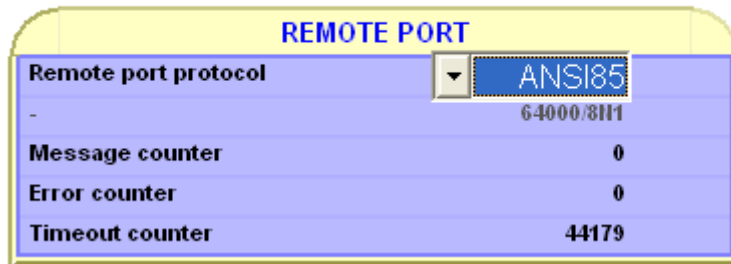 REMOTE PORT
Remote port protocol ANSI85
- 64000/8N1
Message counter 0
Error counter 0
Timeout counter 44179